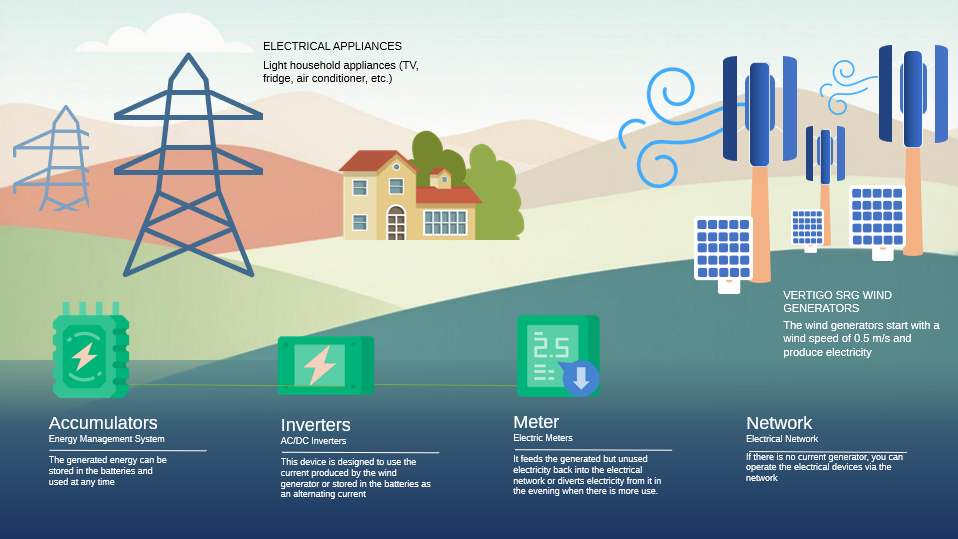 ELECTRICAL APPLIANCES
Light household appliances (TV,
fridge, air conditioner, etc.)
VERTIGO SRG WIND
GENERATORS
The wind generators start with a
wind speed of 0.5 m/s and
produce electricity
2.5
Accumulators
Energy Management System
The generated energy can be
stored in the batteries and
used at any time
Inverters
AC/DC Inverters
This device is designed to use the
current produced by the wind
generator or stored in the batteries as
an alternating current
Meter
Electric Meters
It feeds the generated but unused
electricity back into the electrical
network or diverts electricity from it in
the evening when there is more use.
Network
Electrical Network
If there is no current generator, you can
operate the electrical devices via the
network